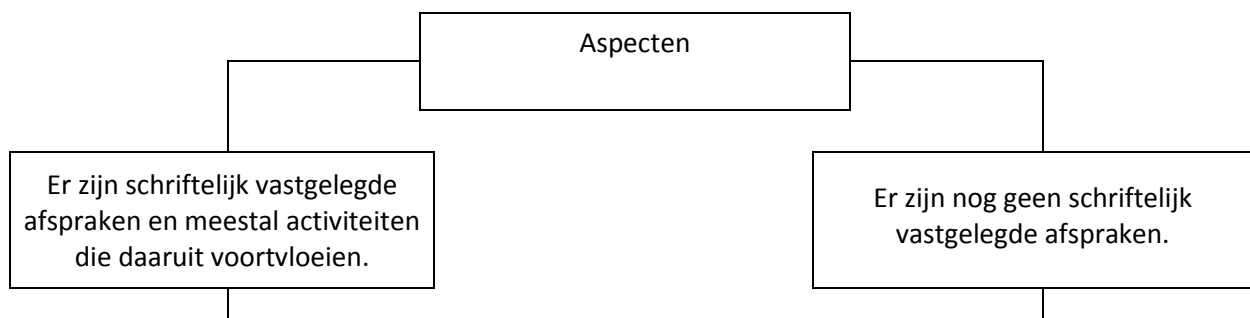 Aspecten
Er zijn schriftelijk vastgelegde
afspraken en meestal activiteiten
die daaruit voortvloeien.
Er zijn nog geen schriftelijk
vastgelegde afspraken.